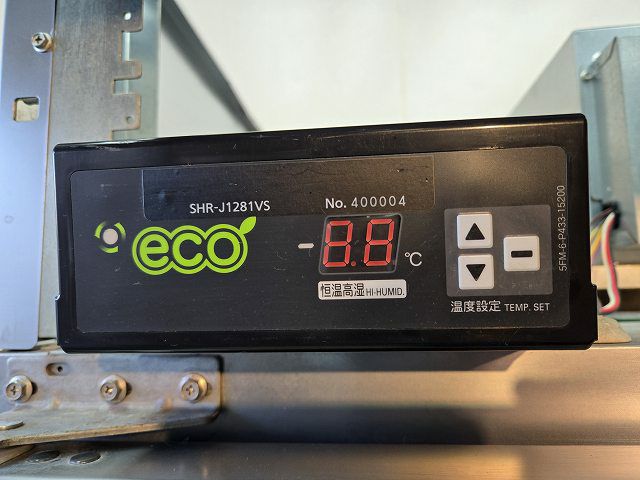 SHR-J1281VS No. 400004
eco
-8.8 ℃
恒温高湿 HI-HUMID.
▲
▼
温度設定 TEMP. SET
5FM-6-P433-15200